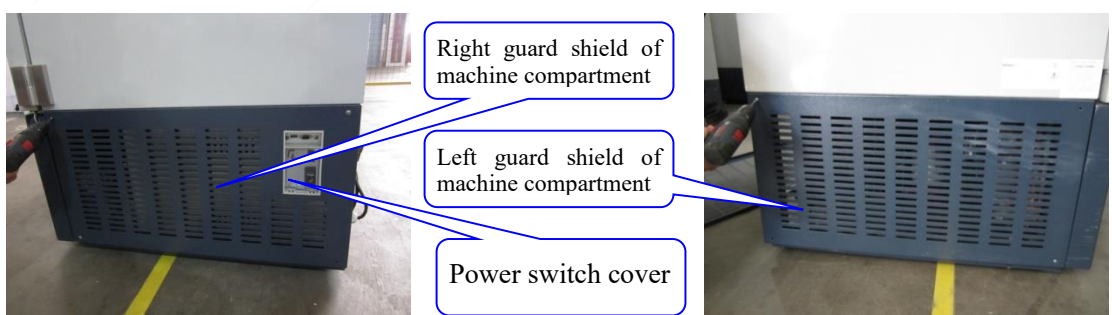 Right guard shield of
machine compartment
Left guard shield of
machine compartment
Power switch cover